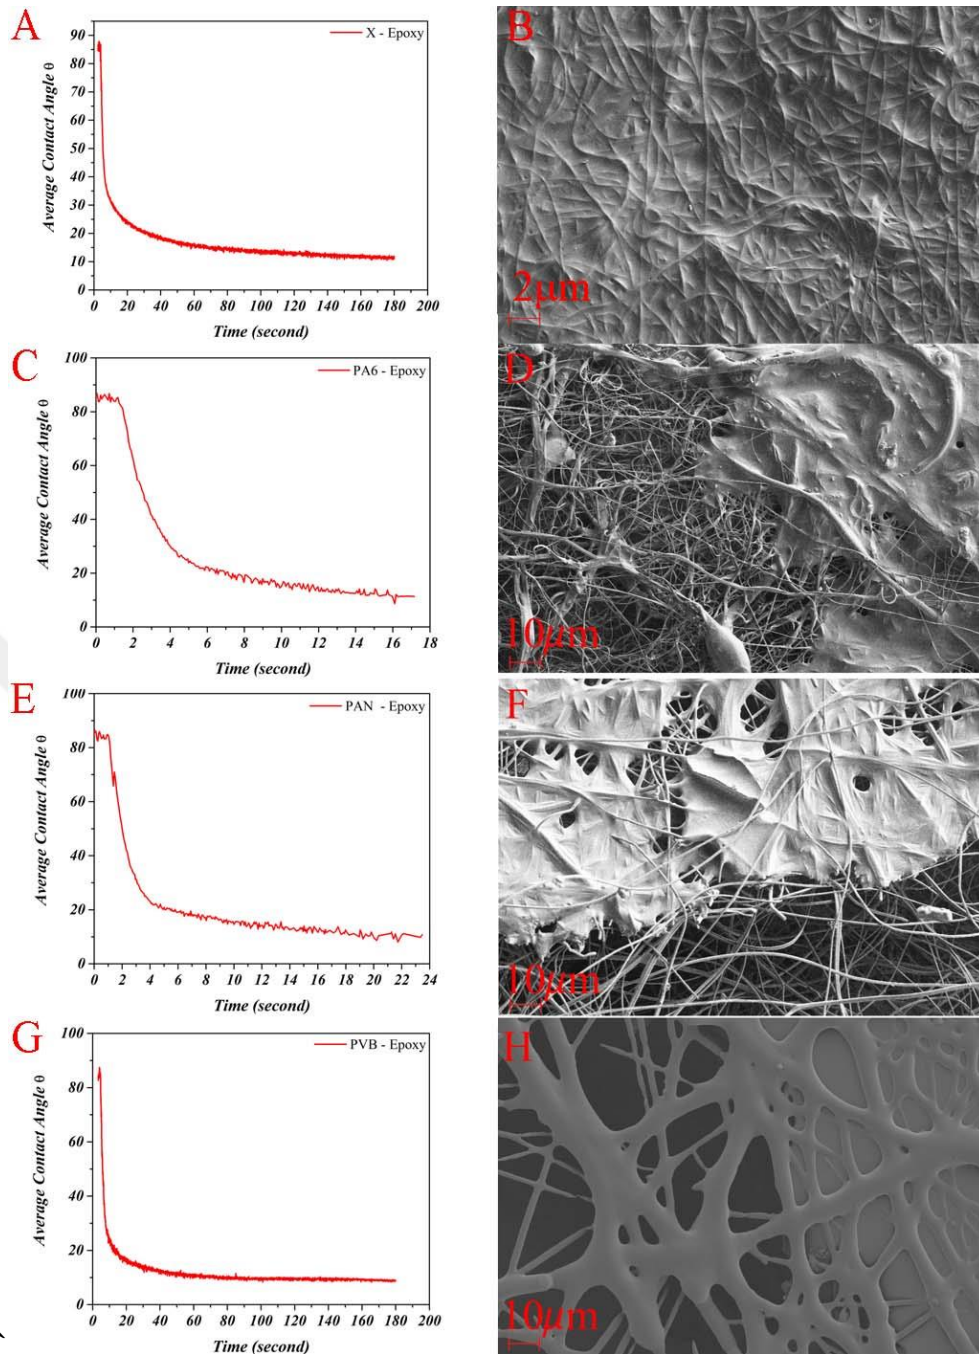 A
X - Epoxy
Average Contact Angle θ
90
80
70
60
50
40
30
20
10
0
0 20 40 60 80 100 120 140 160 180 200
Time (second)
B
2μm
C
PA6 - Epoxy
Average Contact Angle θ
100
80
60
40
20
0
0 2 4 6 8 10 12 14 16 18
Time (second)
D
10μm
E
PAN - Epoxy
Average Contact Angle θ
100
80
60
40
20
0
0 2 4 6 8 10 12 14 16 18 20 22 24
Time (second)
F
10μm
G
PVB - Epoxy
Average Contact Angle θ
100
80
60
40
20
0
0 20 40 60 80 100 120 140 160 180 200
Time (second)
H
10μm